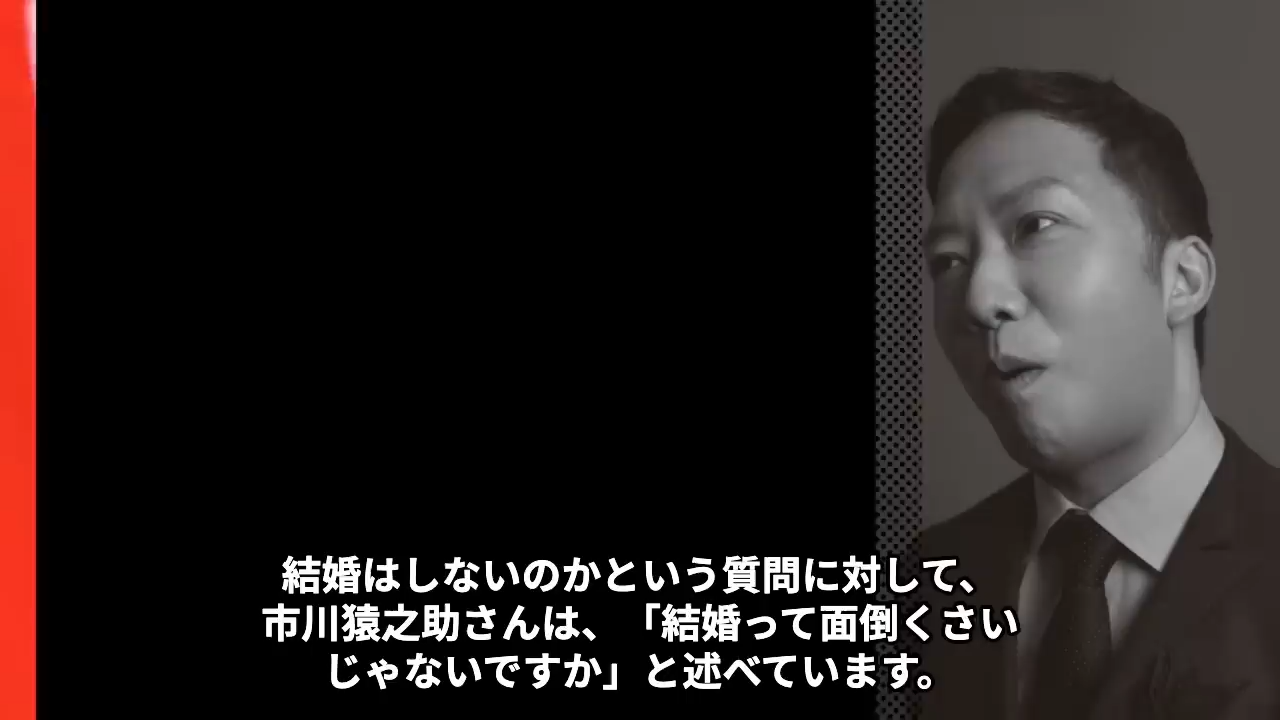 結婚はしないのかという質問に対して、
市川猿之助さんは、「結婚って面倒くさい
じゃないですか」と述べています。